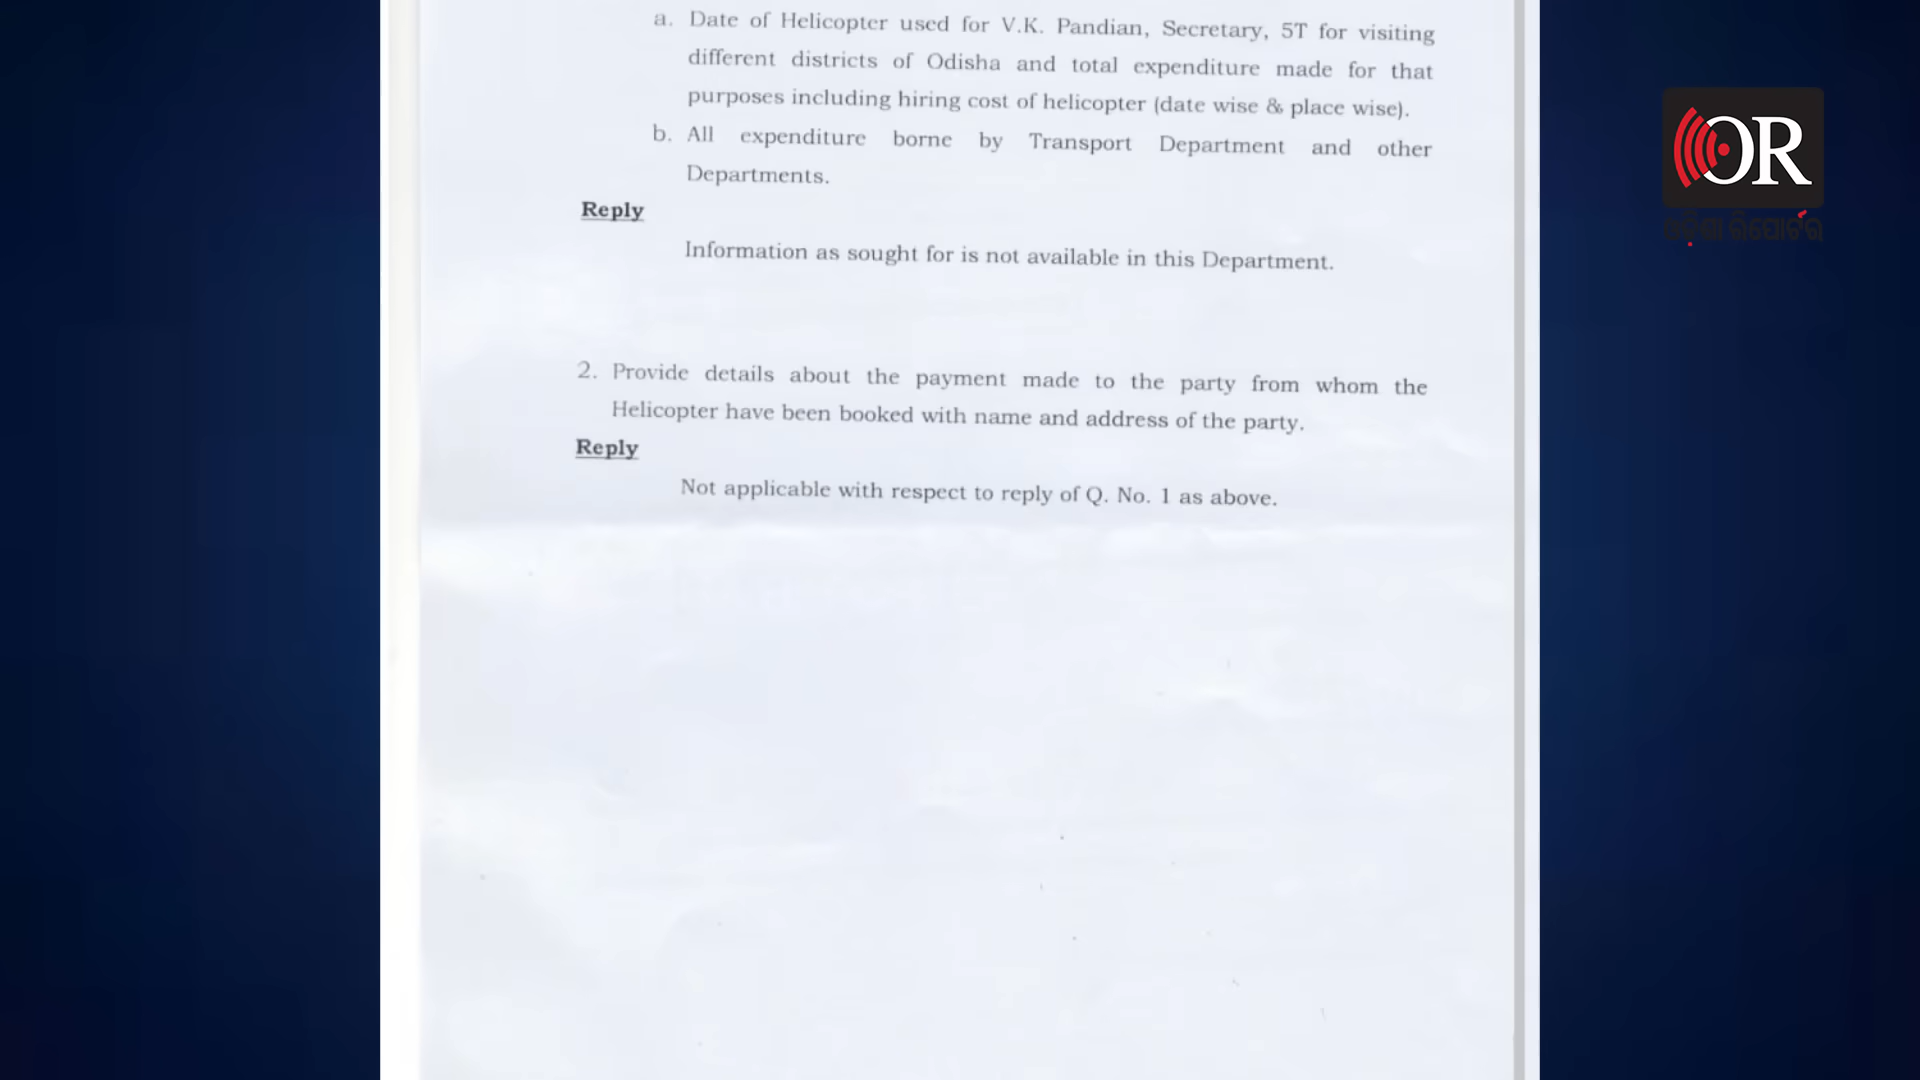 a. Date of Helicopter used for V.K. Pandian, Secretary, 5T for visiting
different districts of Odisha and total expenditure made for that
purposes including hiring cost of helicopter (date wise & place wise).
b. All expenditure borne by Transport Department and other
Departments.
Reply
Information as sought for is not available in this Department.
2. Provide details about the payment made to the party from whom the
Helicopter have been booked with name and address of the party.
Reply
Not applicable with respect to reply of Q. No. 1 as above.
OR
ଓଡ଼ିଶା ରିପୋର୍ଟର